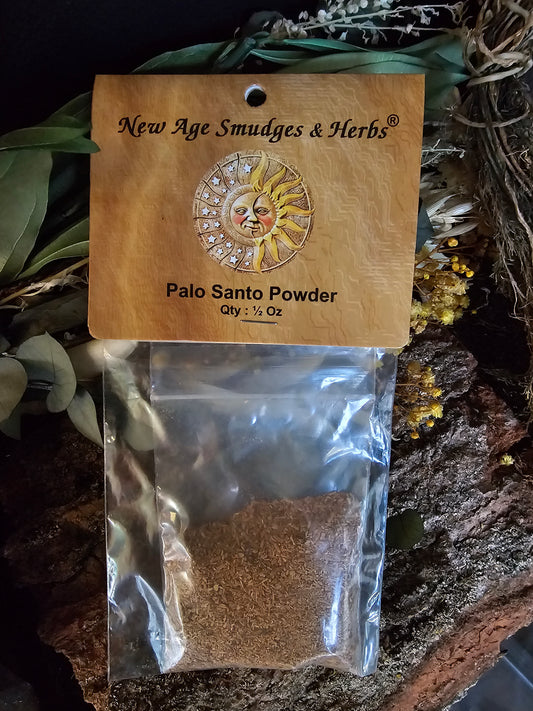 New Age Smudges & Herbs®
Palo Santo Powder
Qty : ½ Oz